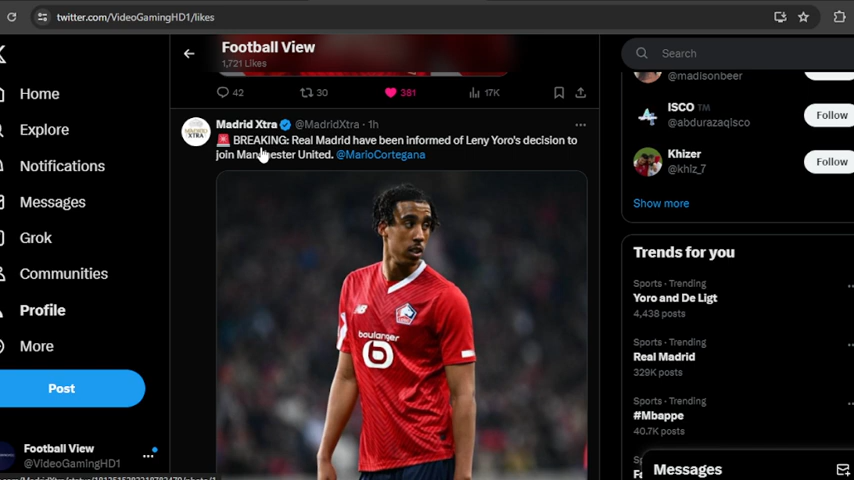 twitter.com/VideoGamingHD1/likes
Football View
1,721 Likes
42
30
381
17K
Home
Explore
Notifications
Messages
Grok
Communities
Profile
More
Post
Football View
@VideoGamingHD1
MADRID
XTRA
Madrid Xtra @MadridXtra · 1h
BREAKING: Real Madrid have been informed of Leny Yoro's decision to
join Manchester United. @MarioCortegana
boulanger
Search
@madisonbeer
ISCO TM
@abdurazaqisco
Follow
Khizer
@khiz_7
Follow
Show more
Trends for you
Sports · Trending
Yoro and De Ligt
4,438 posts
Sports · Trending
Real Madrid
329K posts
Sports · Trending
#Mbappe
40.7K posts
Messages